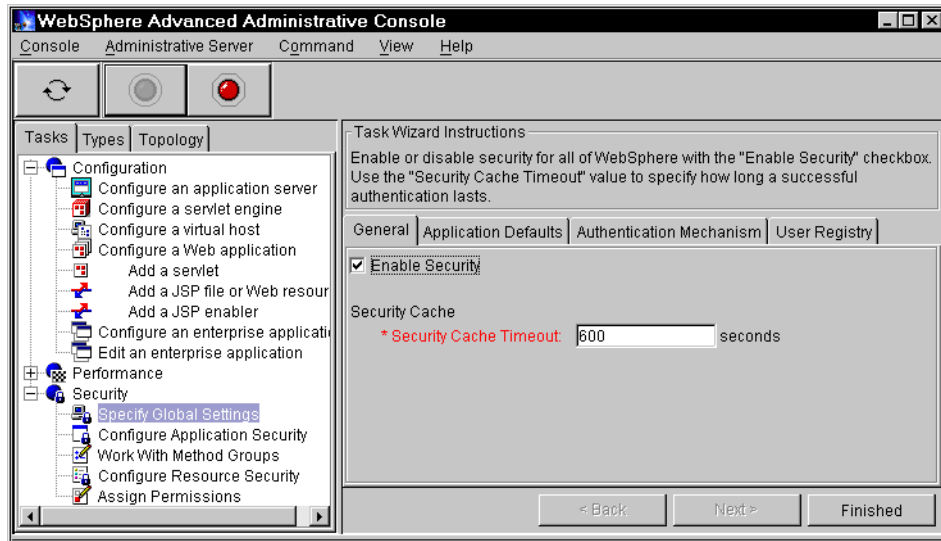 WebSphere Advanced Administrative Console
Console Administrative Server Command View Help
Tasks Types Topology
Configuration
Configure an application server
Configure a servlet engine
Configure a virtual host
Configure a Web application
Add a servlet
Add a JSP file or Web resour
Add a JSP enabler
Configure an enterprise applicati
Edit an enterprise application
Performance
Security
Specify Global Settings
Configure Application Security
Work With Method Groups
Configure Resource Security
Assign Permissions
Task Wizard Instructions
Enable or disable security for all of WebSphere with the "Enable Security" checkbox.
Use the "Security Cache Timeout" value to specify how long a successful
authentication lasts.
General Application Defaults Authentication Mechanism User Registry
Enable Security
Security Cache
* Security Cache Timeout: 600 seconds
< Back Next > Finished